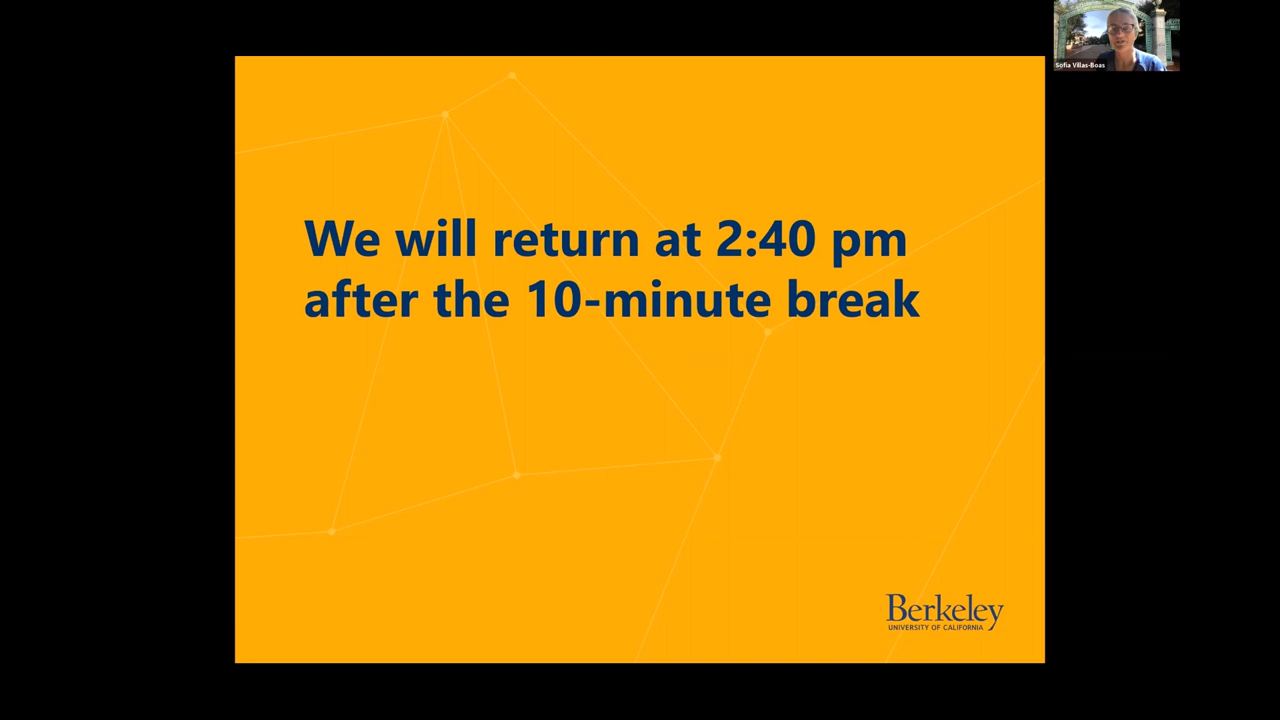 Sofia Villas-Boas
We will return at 2:40 pm
after the 10-minute break
Berkeley
UNIVERSITY OF CALIFORNIA